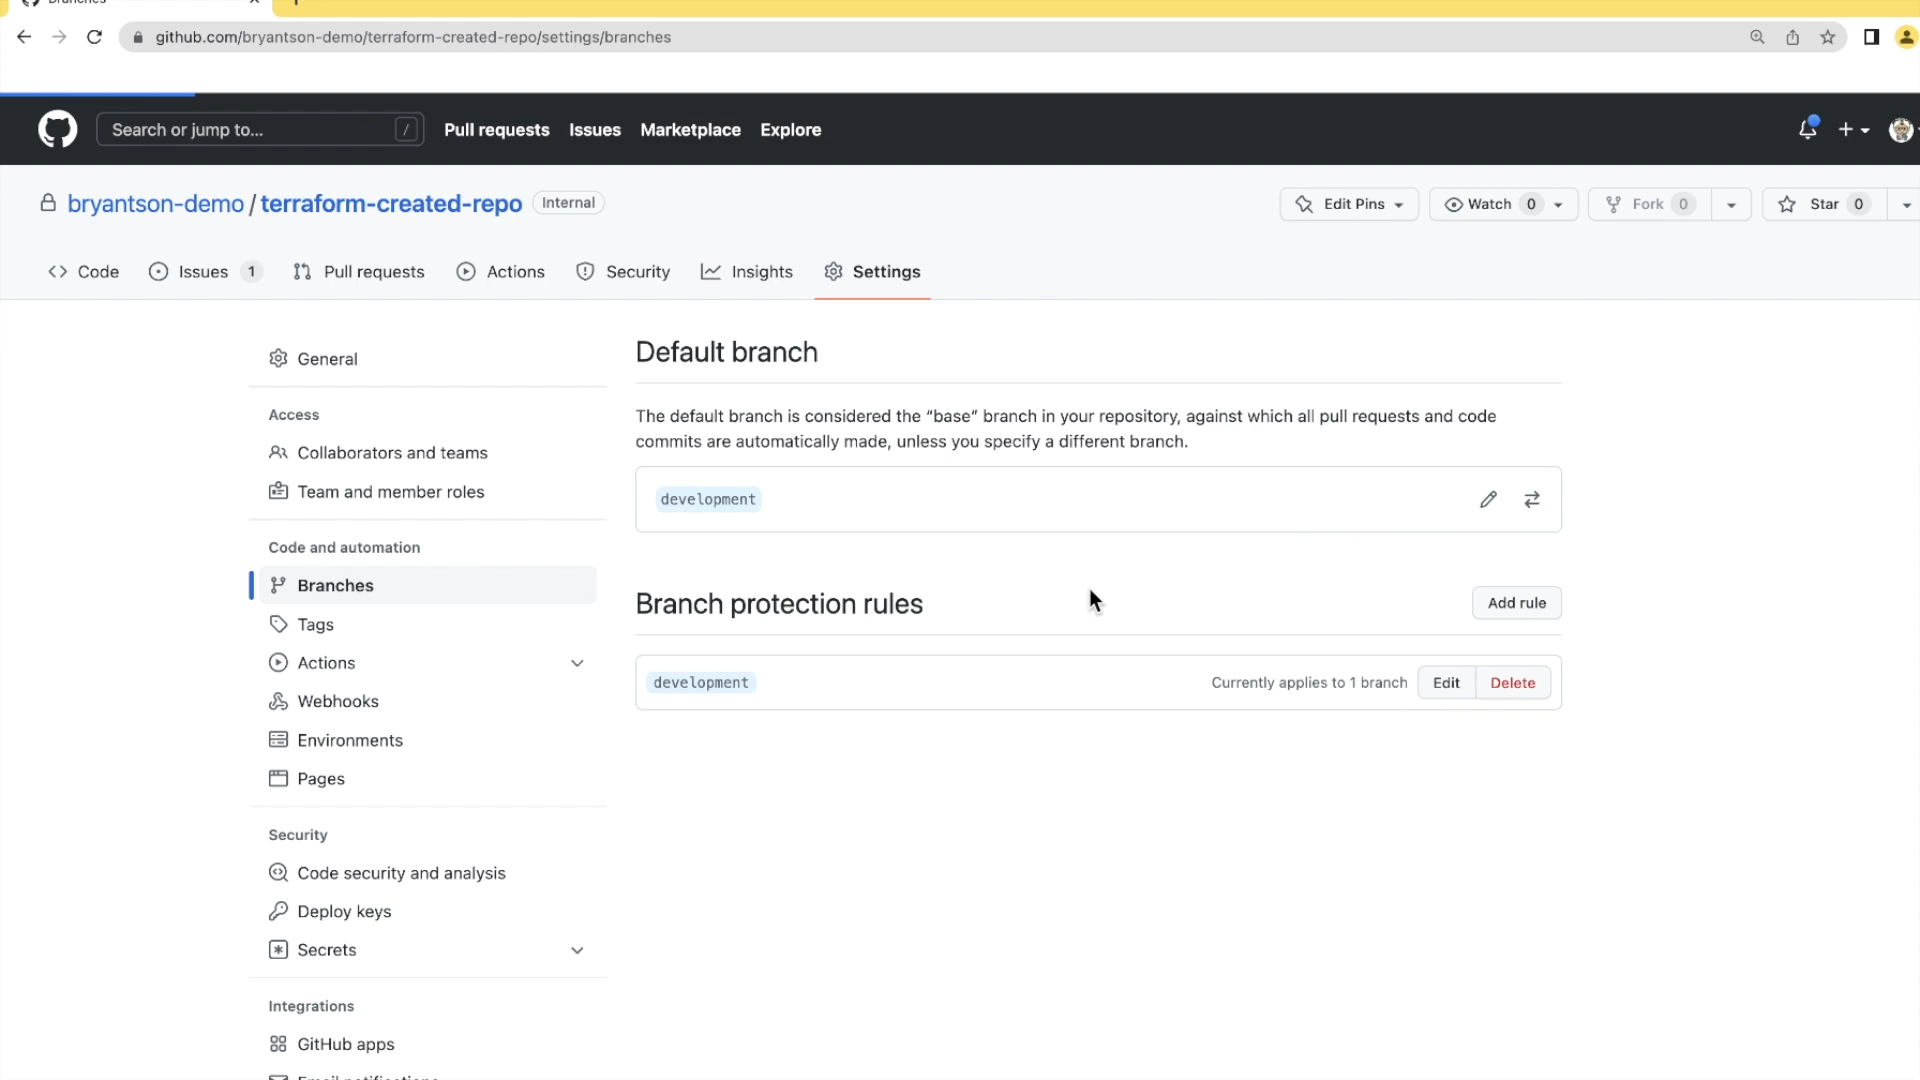 github.com/bryantson-demo/terraform-created-repo/settings/branches
Search or jump to... /
Pull requests Issues Marketplace Explore
bryantson-demo / terraform-created-repo Internal
Edit Pins Watch 0 Fork 0 Star 0
Code Issues 1 Pull requests Actions Security Insights Settings
General
Access
Collaborators and teams
Team and member roles
Code and automation
Branches
Tags
Actions
Webhooks
Environments
Pages
Security
Code security and analysis
Deploy keys
Secrets
Integrations
GitHub apps
Default branch
The default branch is considered the “base” branch in your repository, against which all pull requests and code
commits are automatically made, unless you specify a different branch.
development
Branch protection rules Add rule
development Currently applies to 1 branch Edit Delete